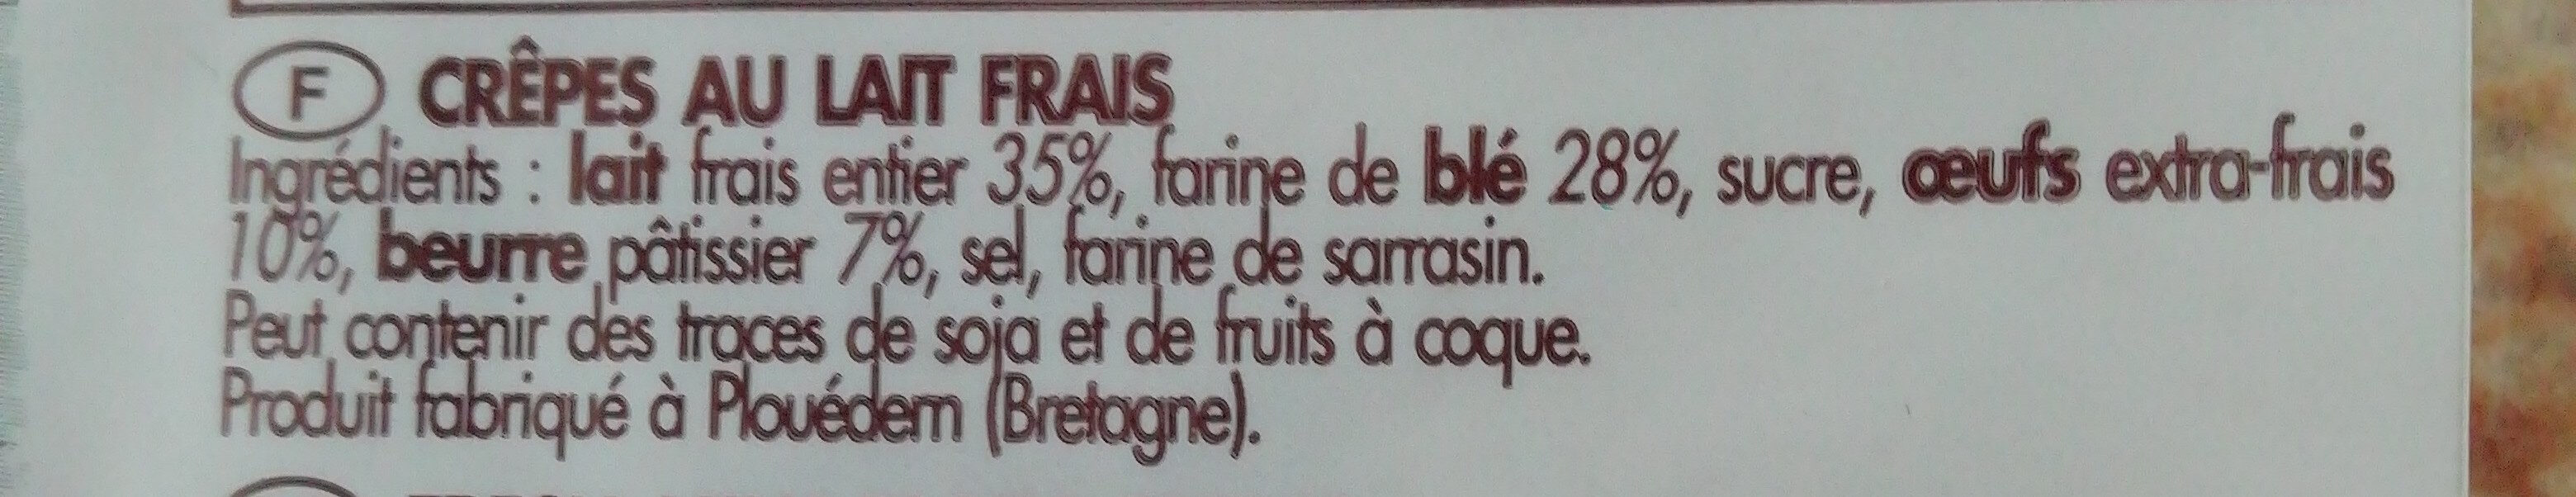 F CRÊPES AU LAIT FRAIS
Ingrédients : lait frais entier 35%, farine de blé 28%, sucre, œufs extra-frais
10%, beurre pâtissier 7%, sel, farine de sarrasin.
Peut contenir des traces de soja et de fruits à coque.
Produit fabriqué à Plouédern (Bretagne).